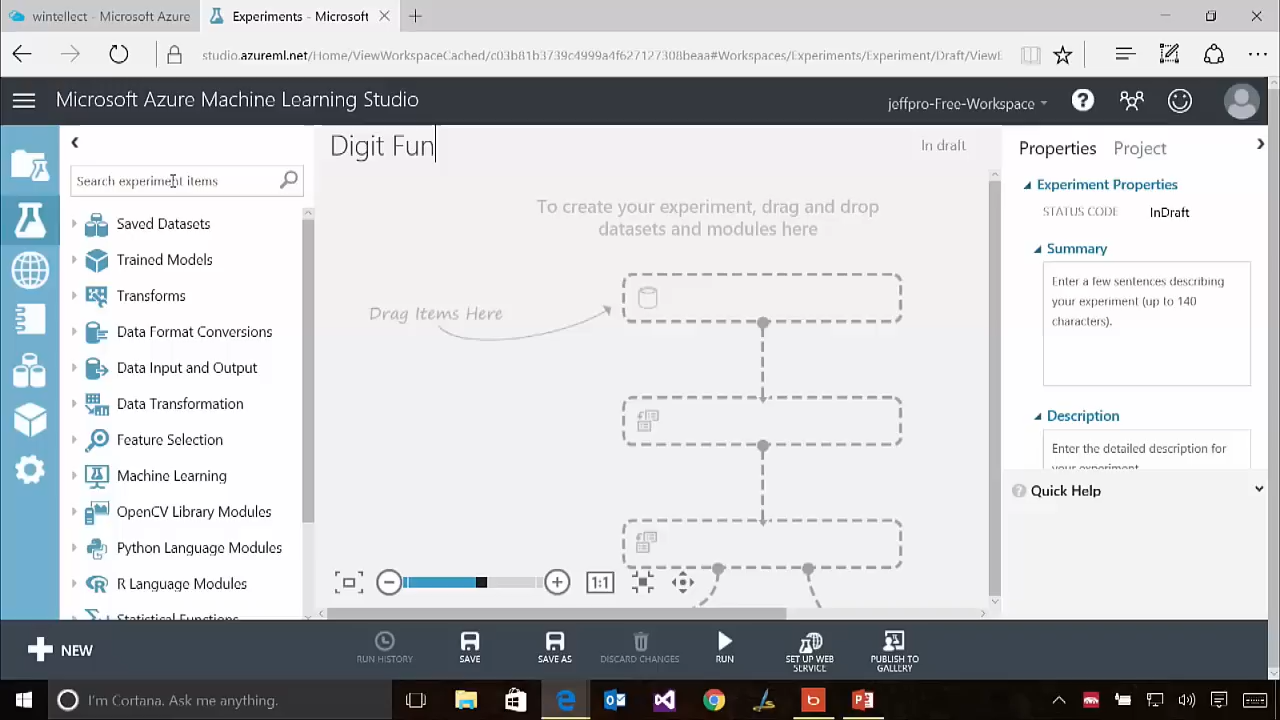 wintellect - Microsoft Azure
Experiments - Microsoft
studio.azureml.net/Home/ViewWorkspaceCached/c03b81b3739c4999a4f627127308beaa#Workspaces/Experiments/Experiment/Draft/ViewE
Microsoft Azure Machine Learning Studio
jeffpro-Free-Workspace
Digit Fun
In draft
Search experiment items
Saved Datasets
Trained Models
Transforms
Data Format Conversions
Data Input and Output
Data Transformation
Feature Selection
Machine Learning
OpenCV Library Modules
Python Language Modules
R Language Modules
Statistical Functions
To create your experiment, drag and drop
datasets and modules here
Drag Items Here
1:1
Properties
Project
Experiment Properties
STATUS CODE
InDraft
Summary
Enter a few sentences describing
your experiment (up to 140
characters).
Description
Enter the detailed description for
your experiment
Quick Help
NEW
RUN HISTORY
SAVE
SAVE AS
DISCARD CHANGES
RUN
SET UP WEB
SERVICE
PUBLISH TO
GALLERY
I'm Cortana. Ask me anything.